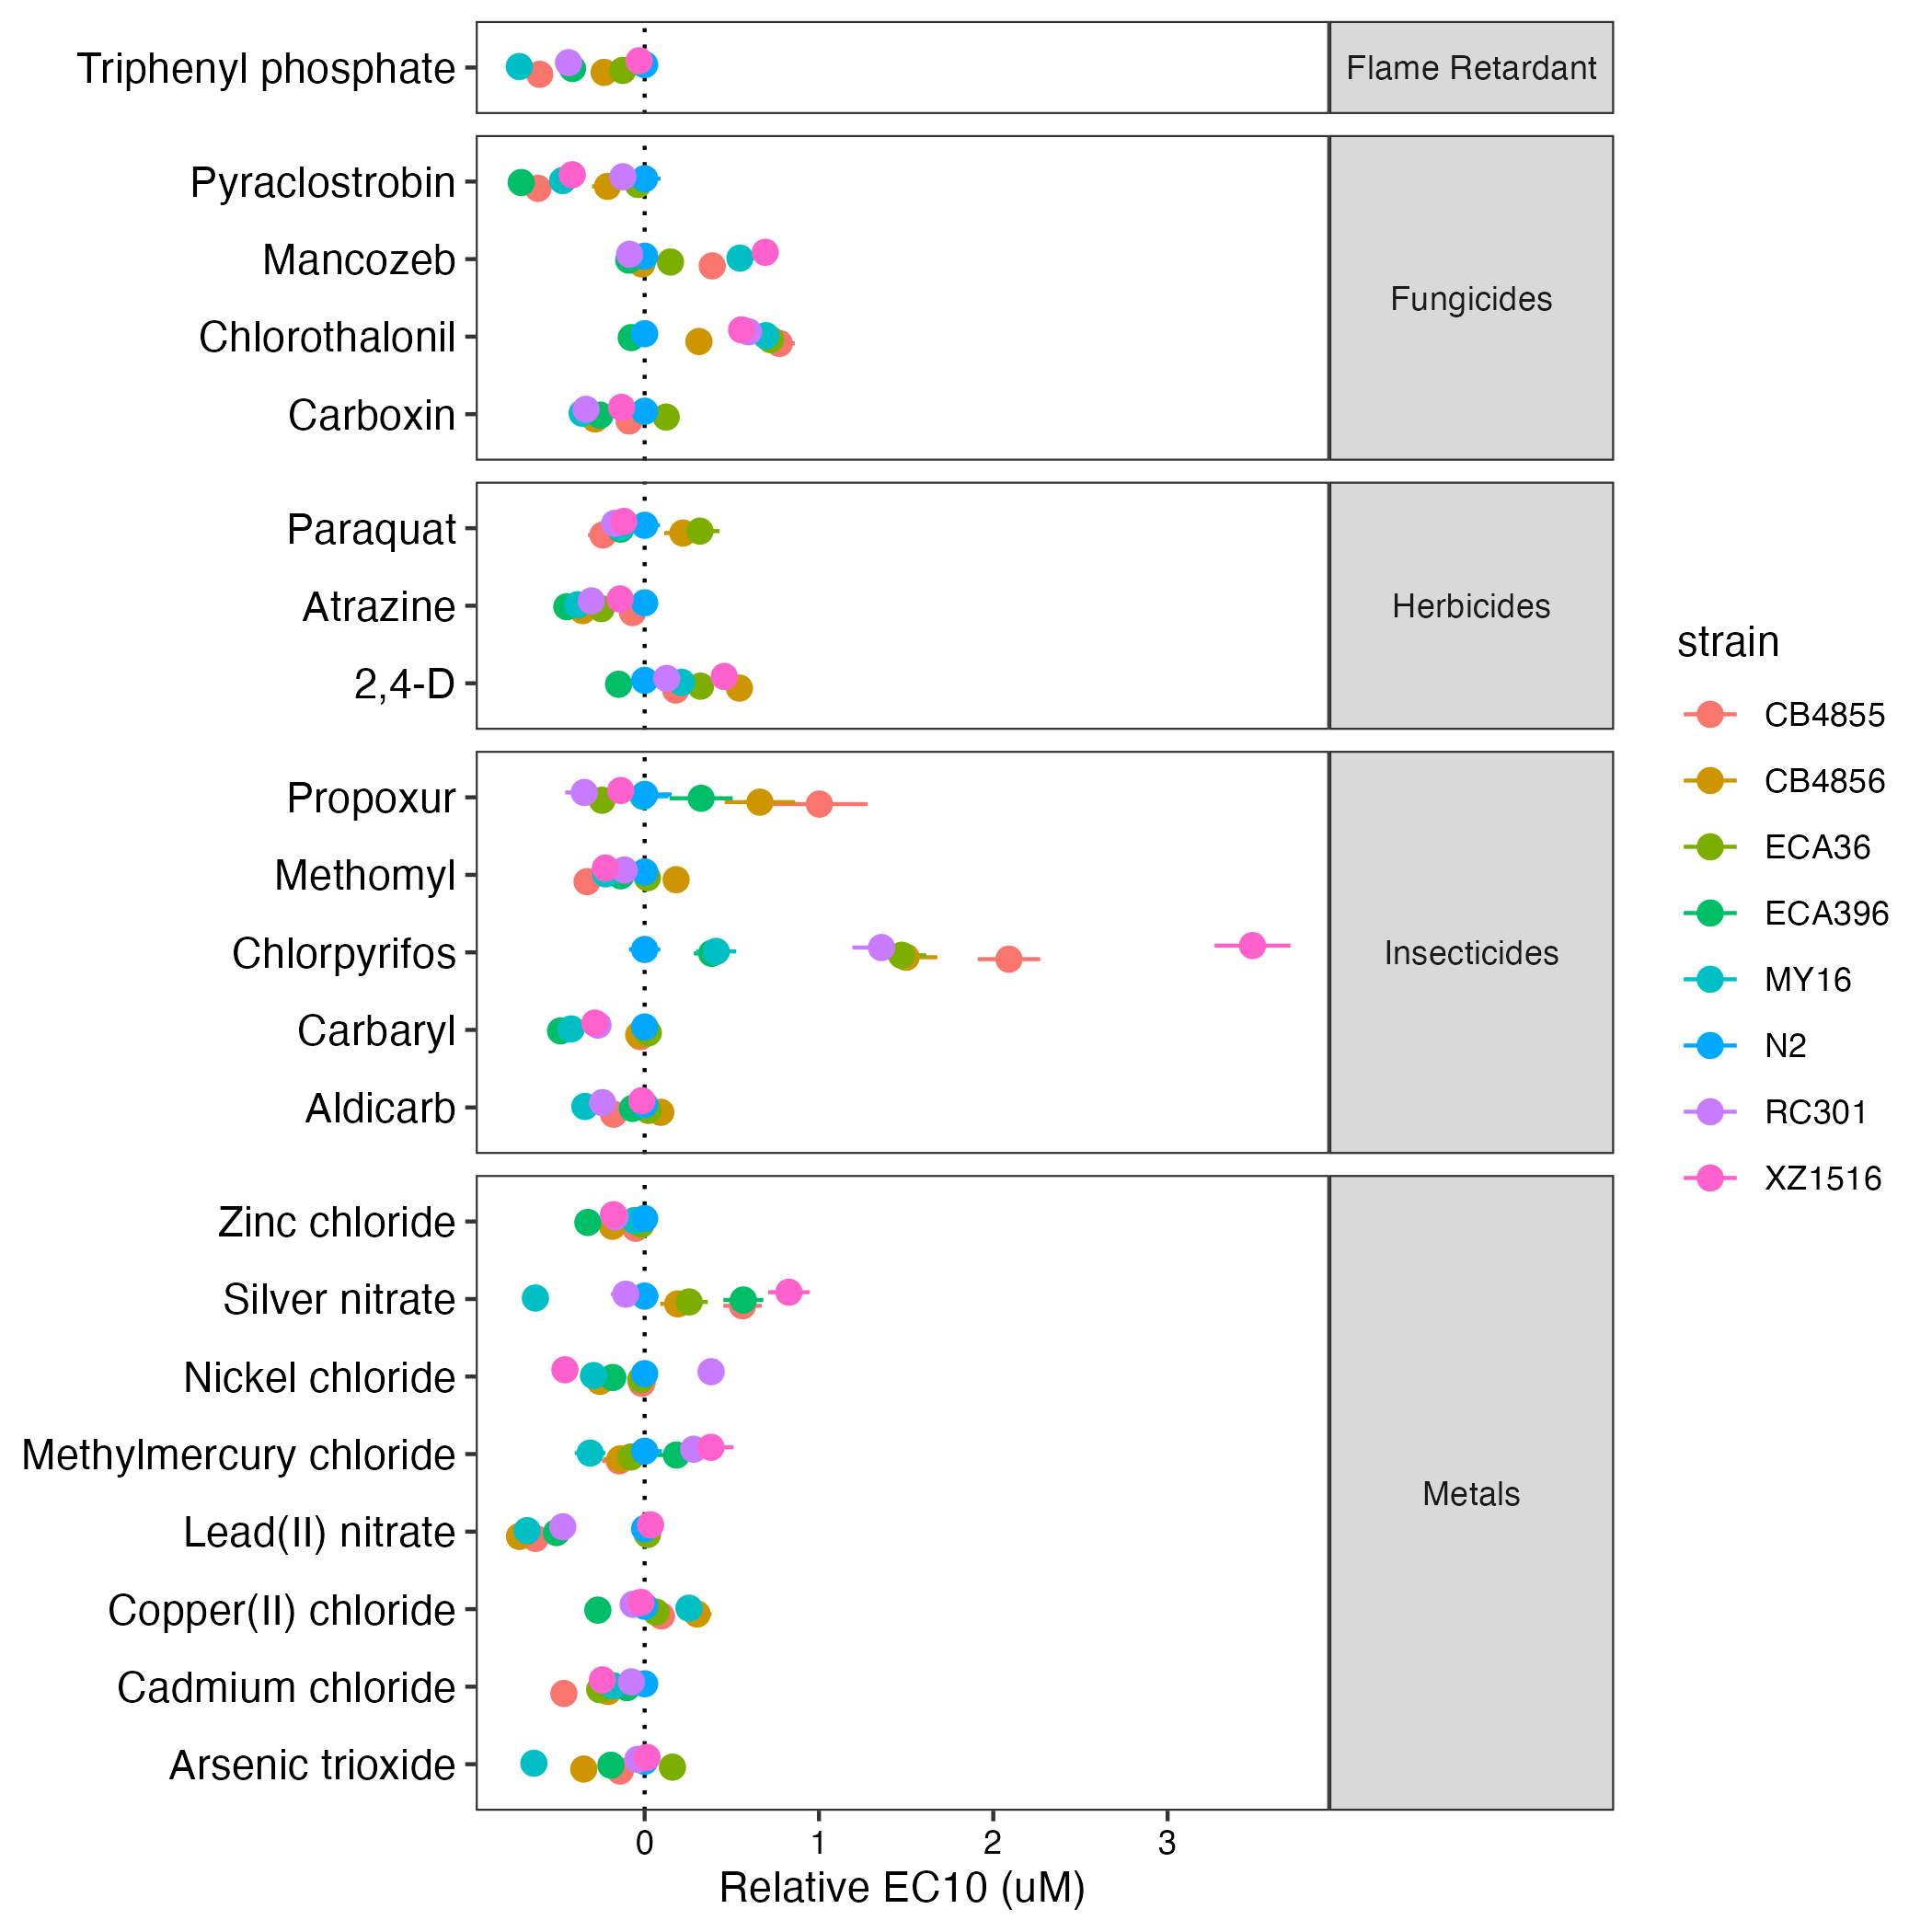 Triphenyl phosphate
Flame Retardant
Pyraclostrobin
Mancozeb
Chlorothalonil
Carboxin
Fungicides
Paraquat
Atrazine
2,4-D
Herbicides
Propoxur
Methomyl
Chlorpyrifos
Carbaryl
Aldicarb
Insecticides
Zinc chloride
Silver nitrate
Nickel chloride
Methylmercury chloride
Lead(II) nitrate
Copper(II) chloride
Cadmium chloride
Arsenic trioxide
Metals
0 1 2 3
Relative EC10 (uM)
strain
CB4855
CB4856
ECA36
ECA396
MY16
N2
RC301
XZ1516